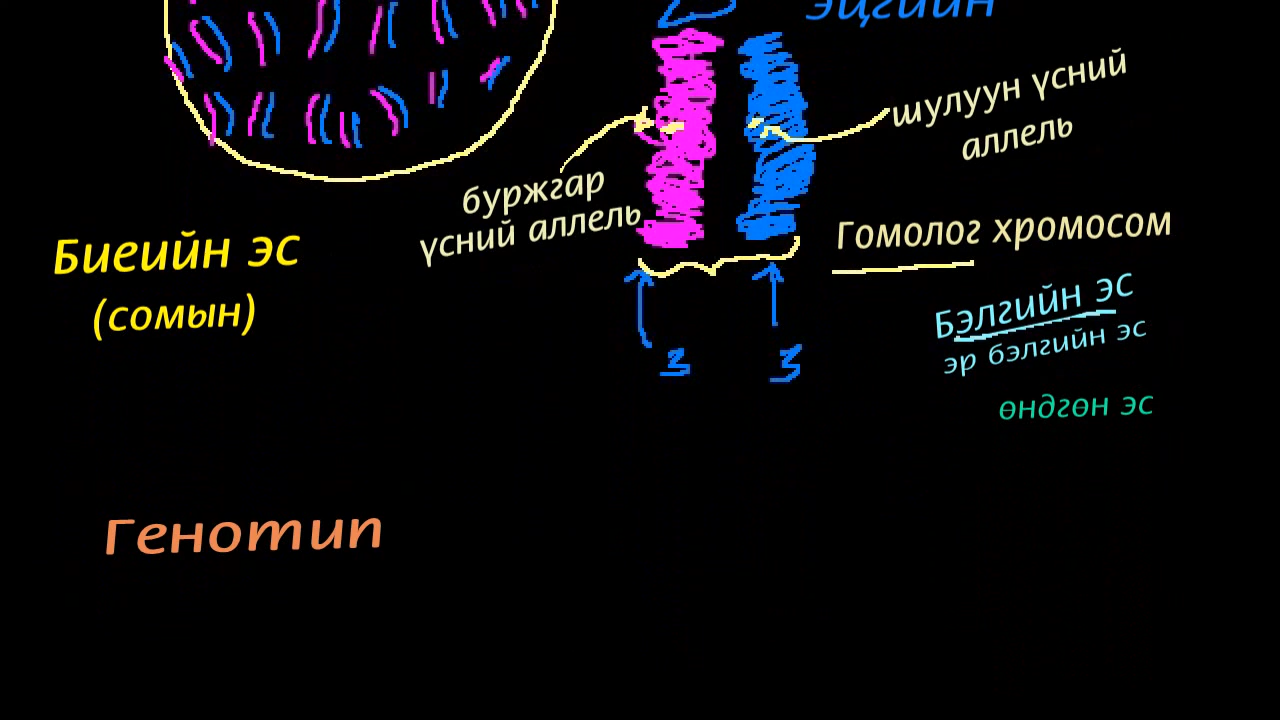 эцгийн
шулуун үсний
аллель
буржгар
үсний аллель
Гомолог хромосом
Биеийн эс
(сомын)
Бэлгийн эс
эр бэлгийн эс
3 3
өндгөн эс
Генотип